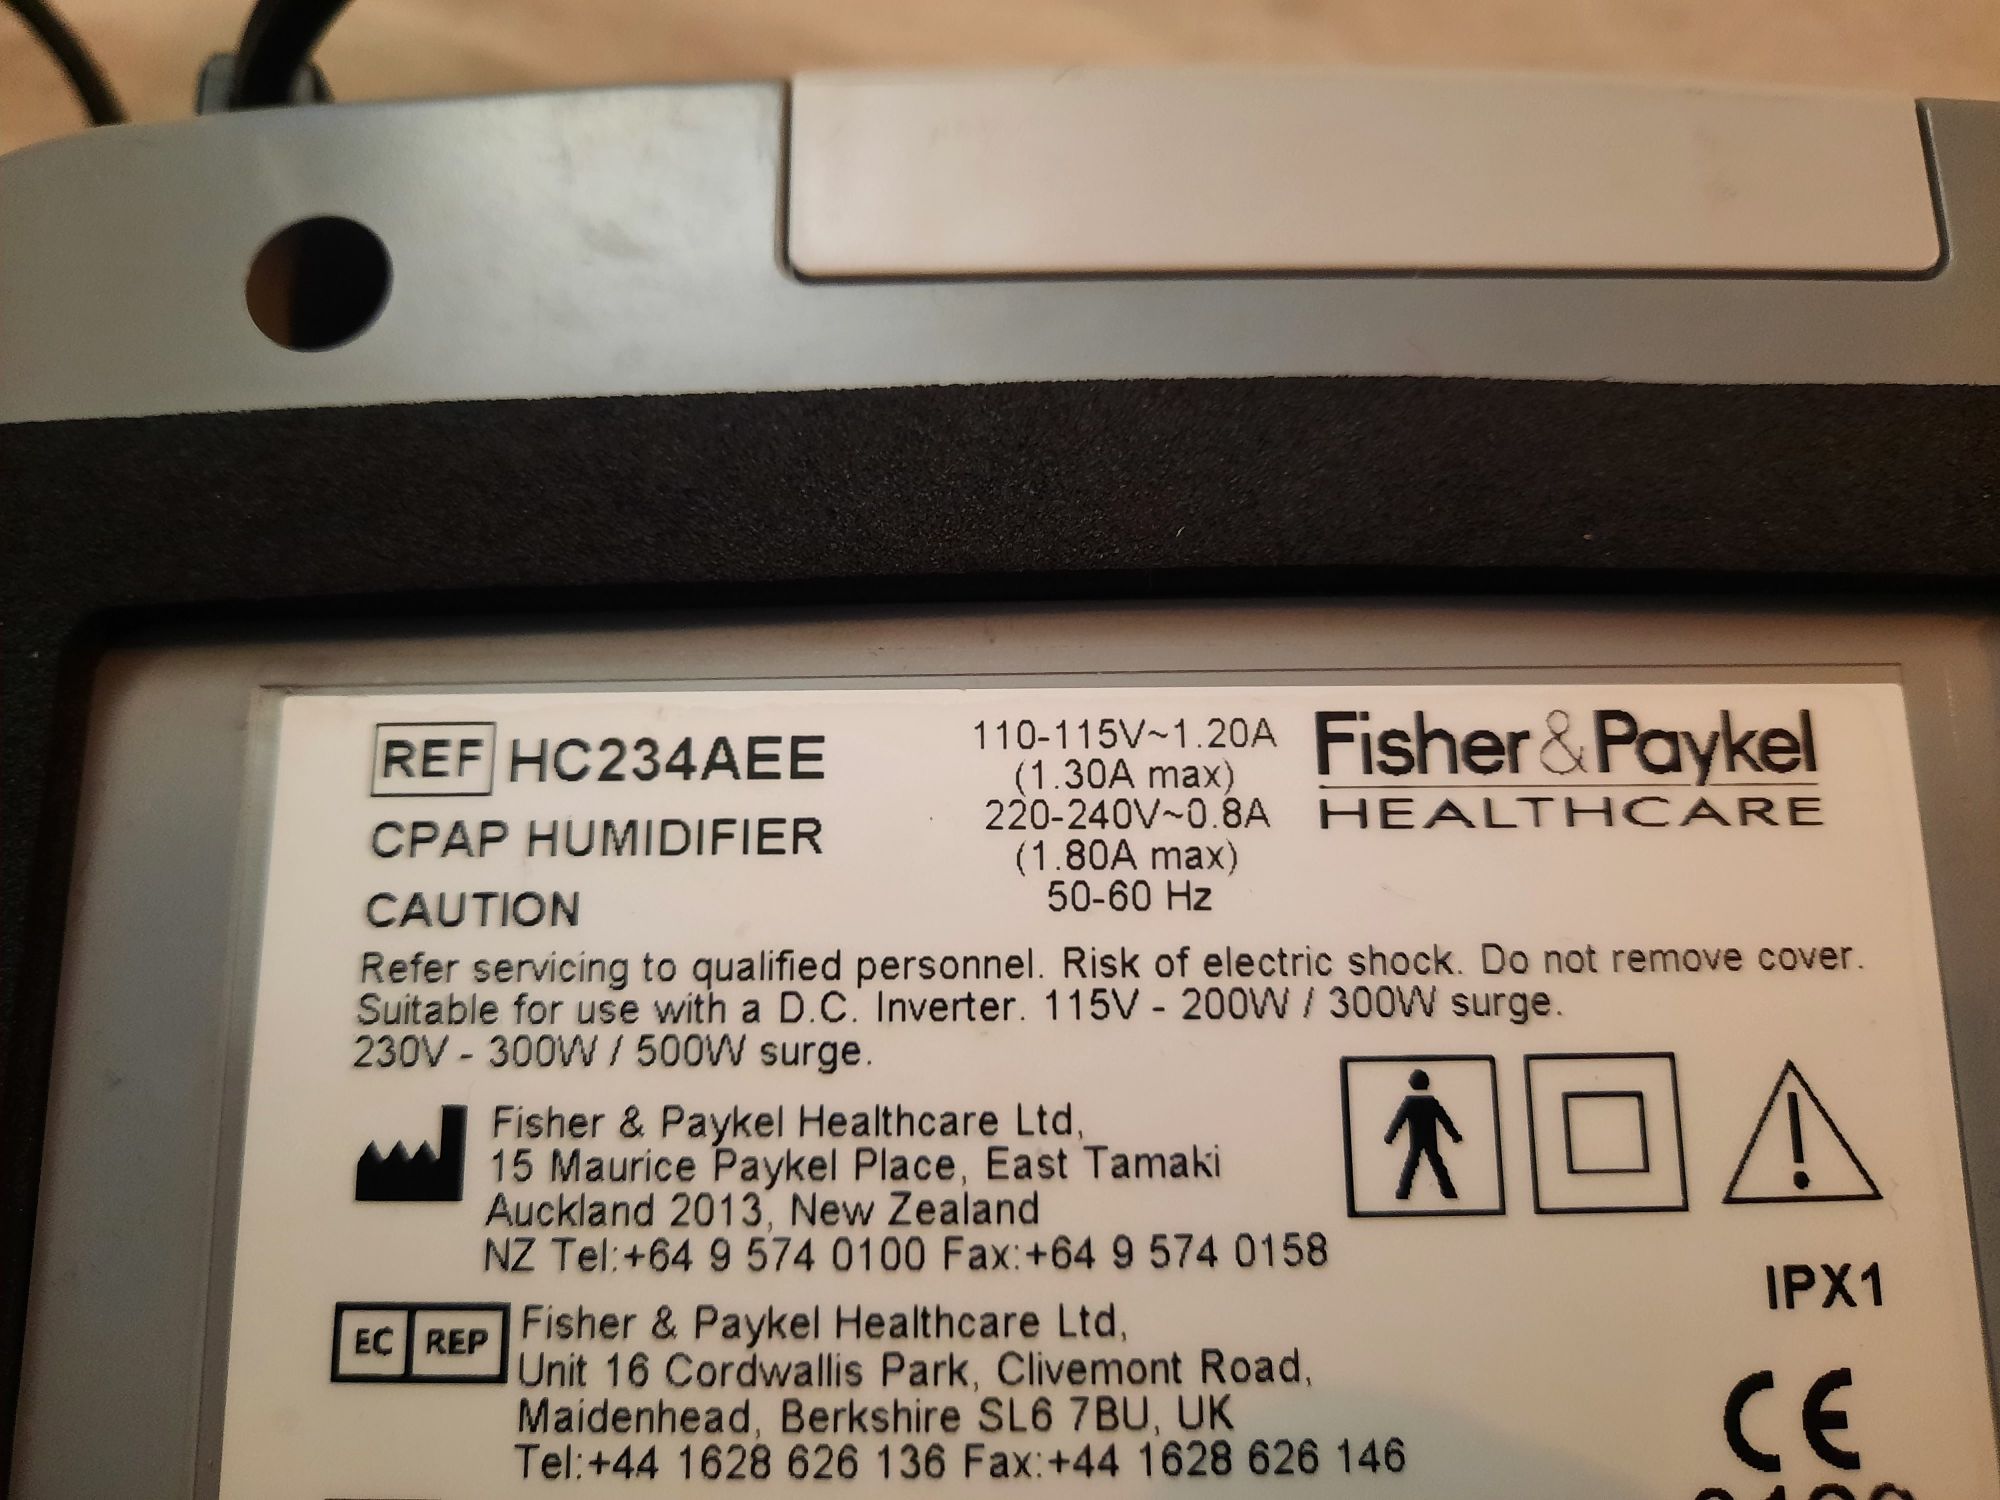 REF HC234AEE
CPAP HUMIDIFIER
CAUTION
110-115V~1.20A
(1.30A max)
220-240V~0.8A
(1.80A max)
50-60 Hz
Fisher&Paykel
HEALTHCARE
Refer servicing to qualified personnel. Risk of electric shock. Do not remove cover.
Suitable for use with a D.C. Inverter. 115V - 200W / 300W surge.
230V - 300W / 500W surge.
Fisher & Paykel Healthcare Ltd,
15 Maurice Paykel Place, East Tamaki
Auckland 2013, New Zealand
NZ Tel:+64 9 574 0100 Fax:+64 9 574 0158
IPX1
EC REP
Fisher & Paykel Healthcare Ltd,
Unit 16 Cordwallis Park, Clivemont Road,
Maidenhead, Berkshire SL6 7BU, UK
Tel:+44 1628 626 136 Fax:+44 1628 626 146
CE